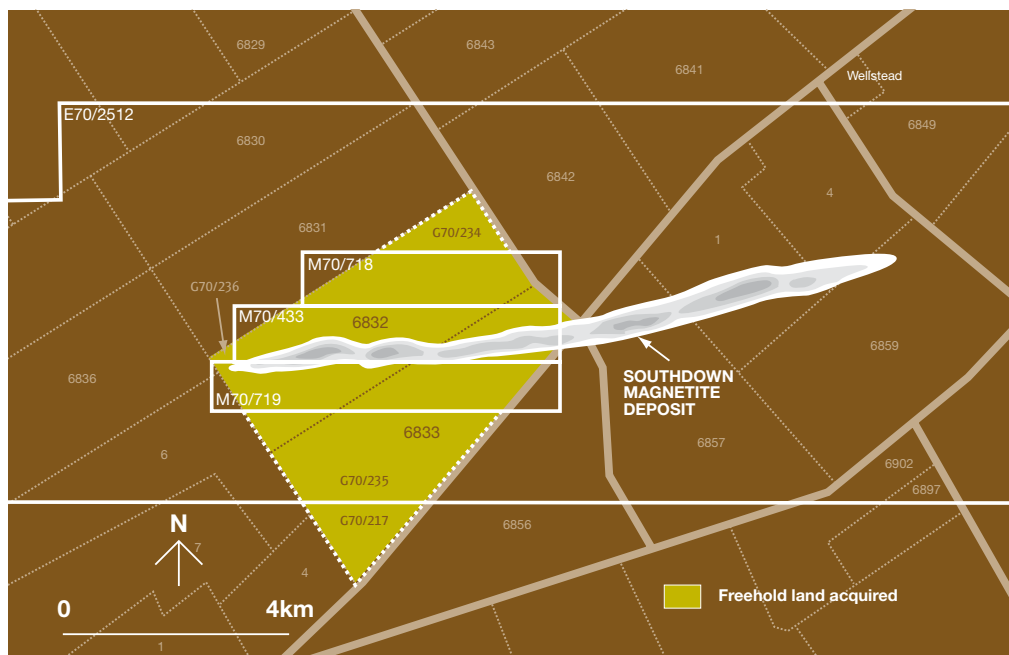 6829
6843
6841
Wellstead
E70/2512
6849
6830
6842
4
6831
G70/234
1
M70/718
G70/236
M70/433
6832
6859
6836
SOUTHDOWN
MAGNETITE
DEPOSIT
M70/719
6833
6857
6
6902
G70/235
6897
G70/217
6856
N
7
4
Freehold land acquired
0 4km
1